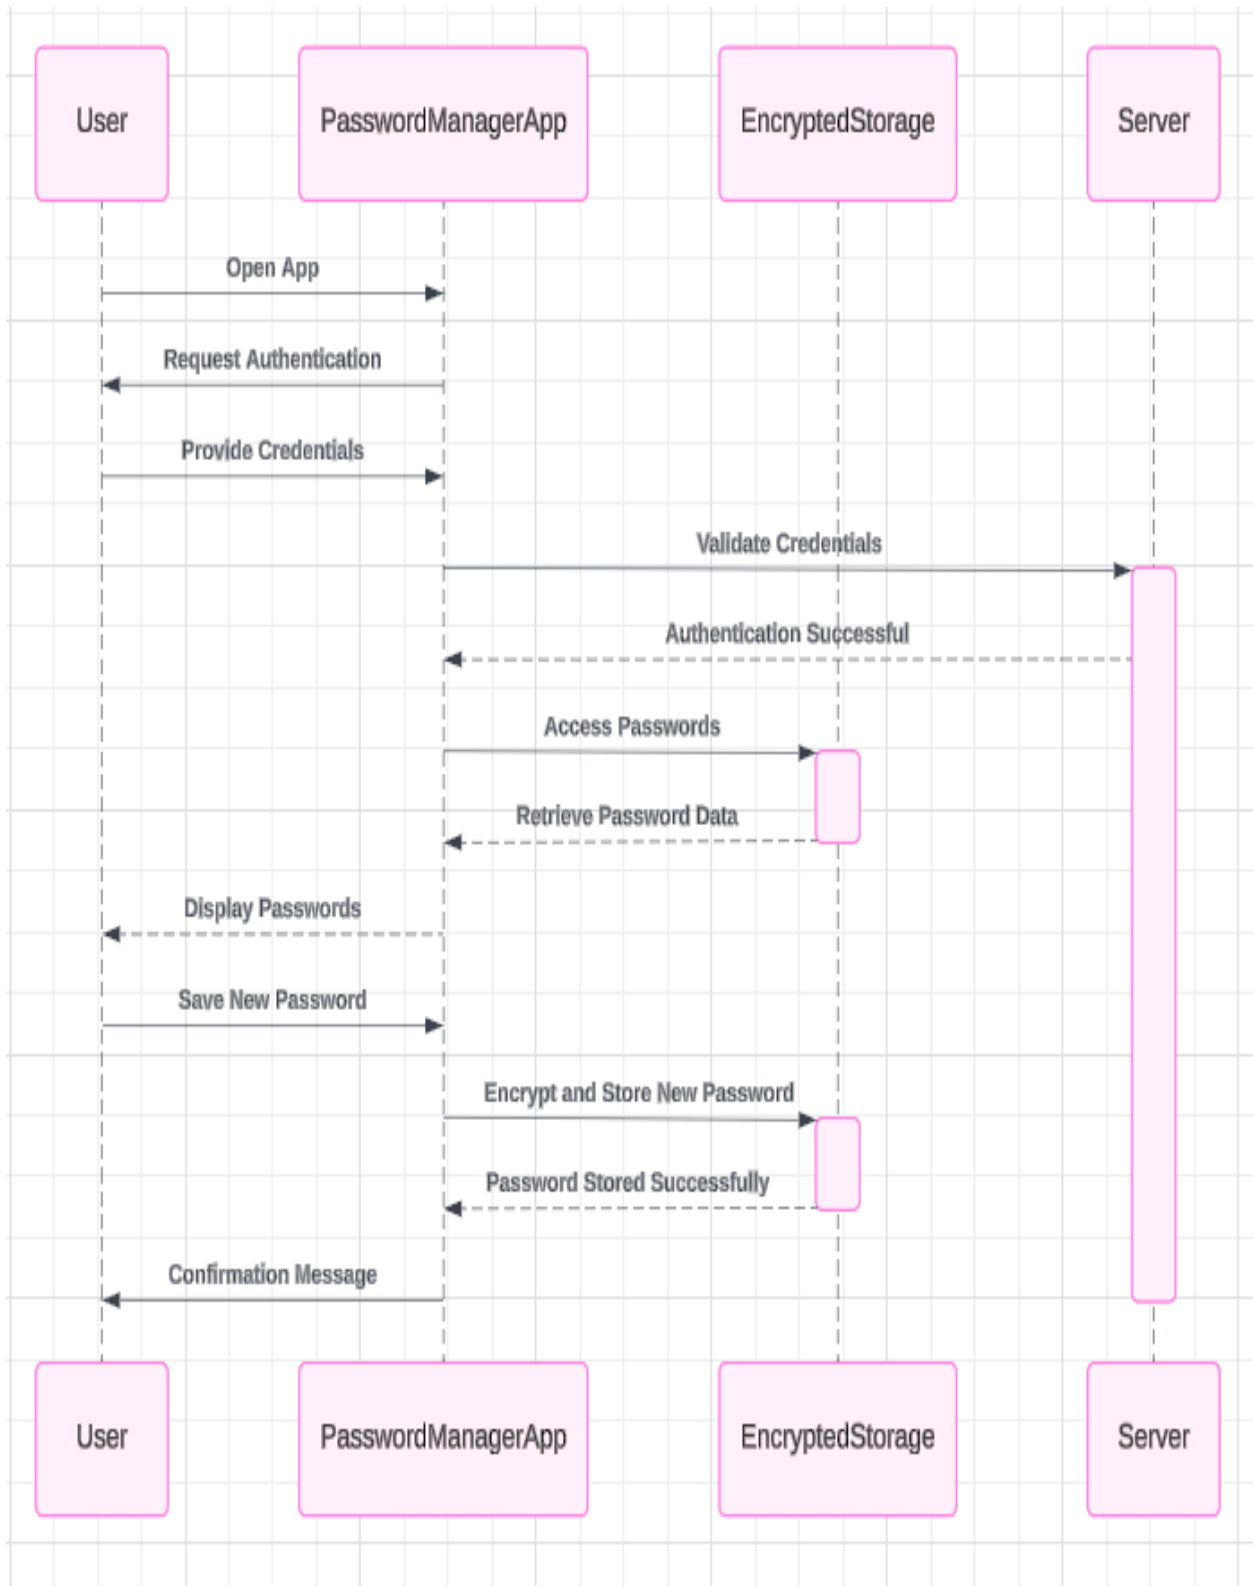 User
PasswordManagerApp
EncryptedStorage
Server
Open App
Request Authentication
Provide Credentials
Validate Credentials
Authentication Successful
Access Passwords
Retrieve Password Data
Display Passwords
Save New Password
Encrypt and Store New Password
Password Stored Successfully
Confirmation Message
User
PasswordManagerApp
EncryptedStorage
Server